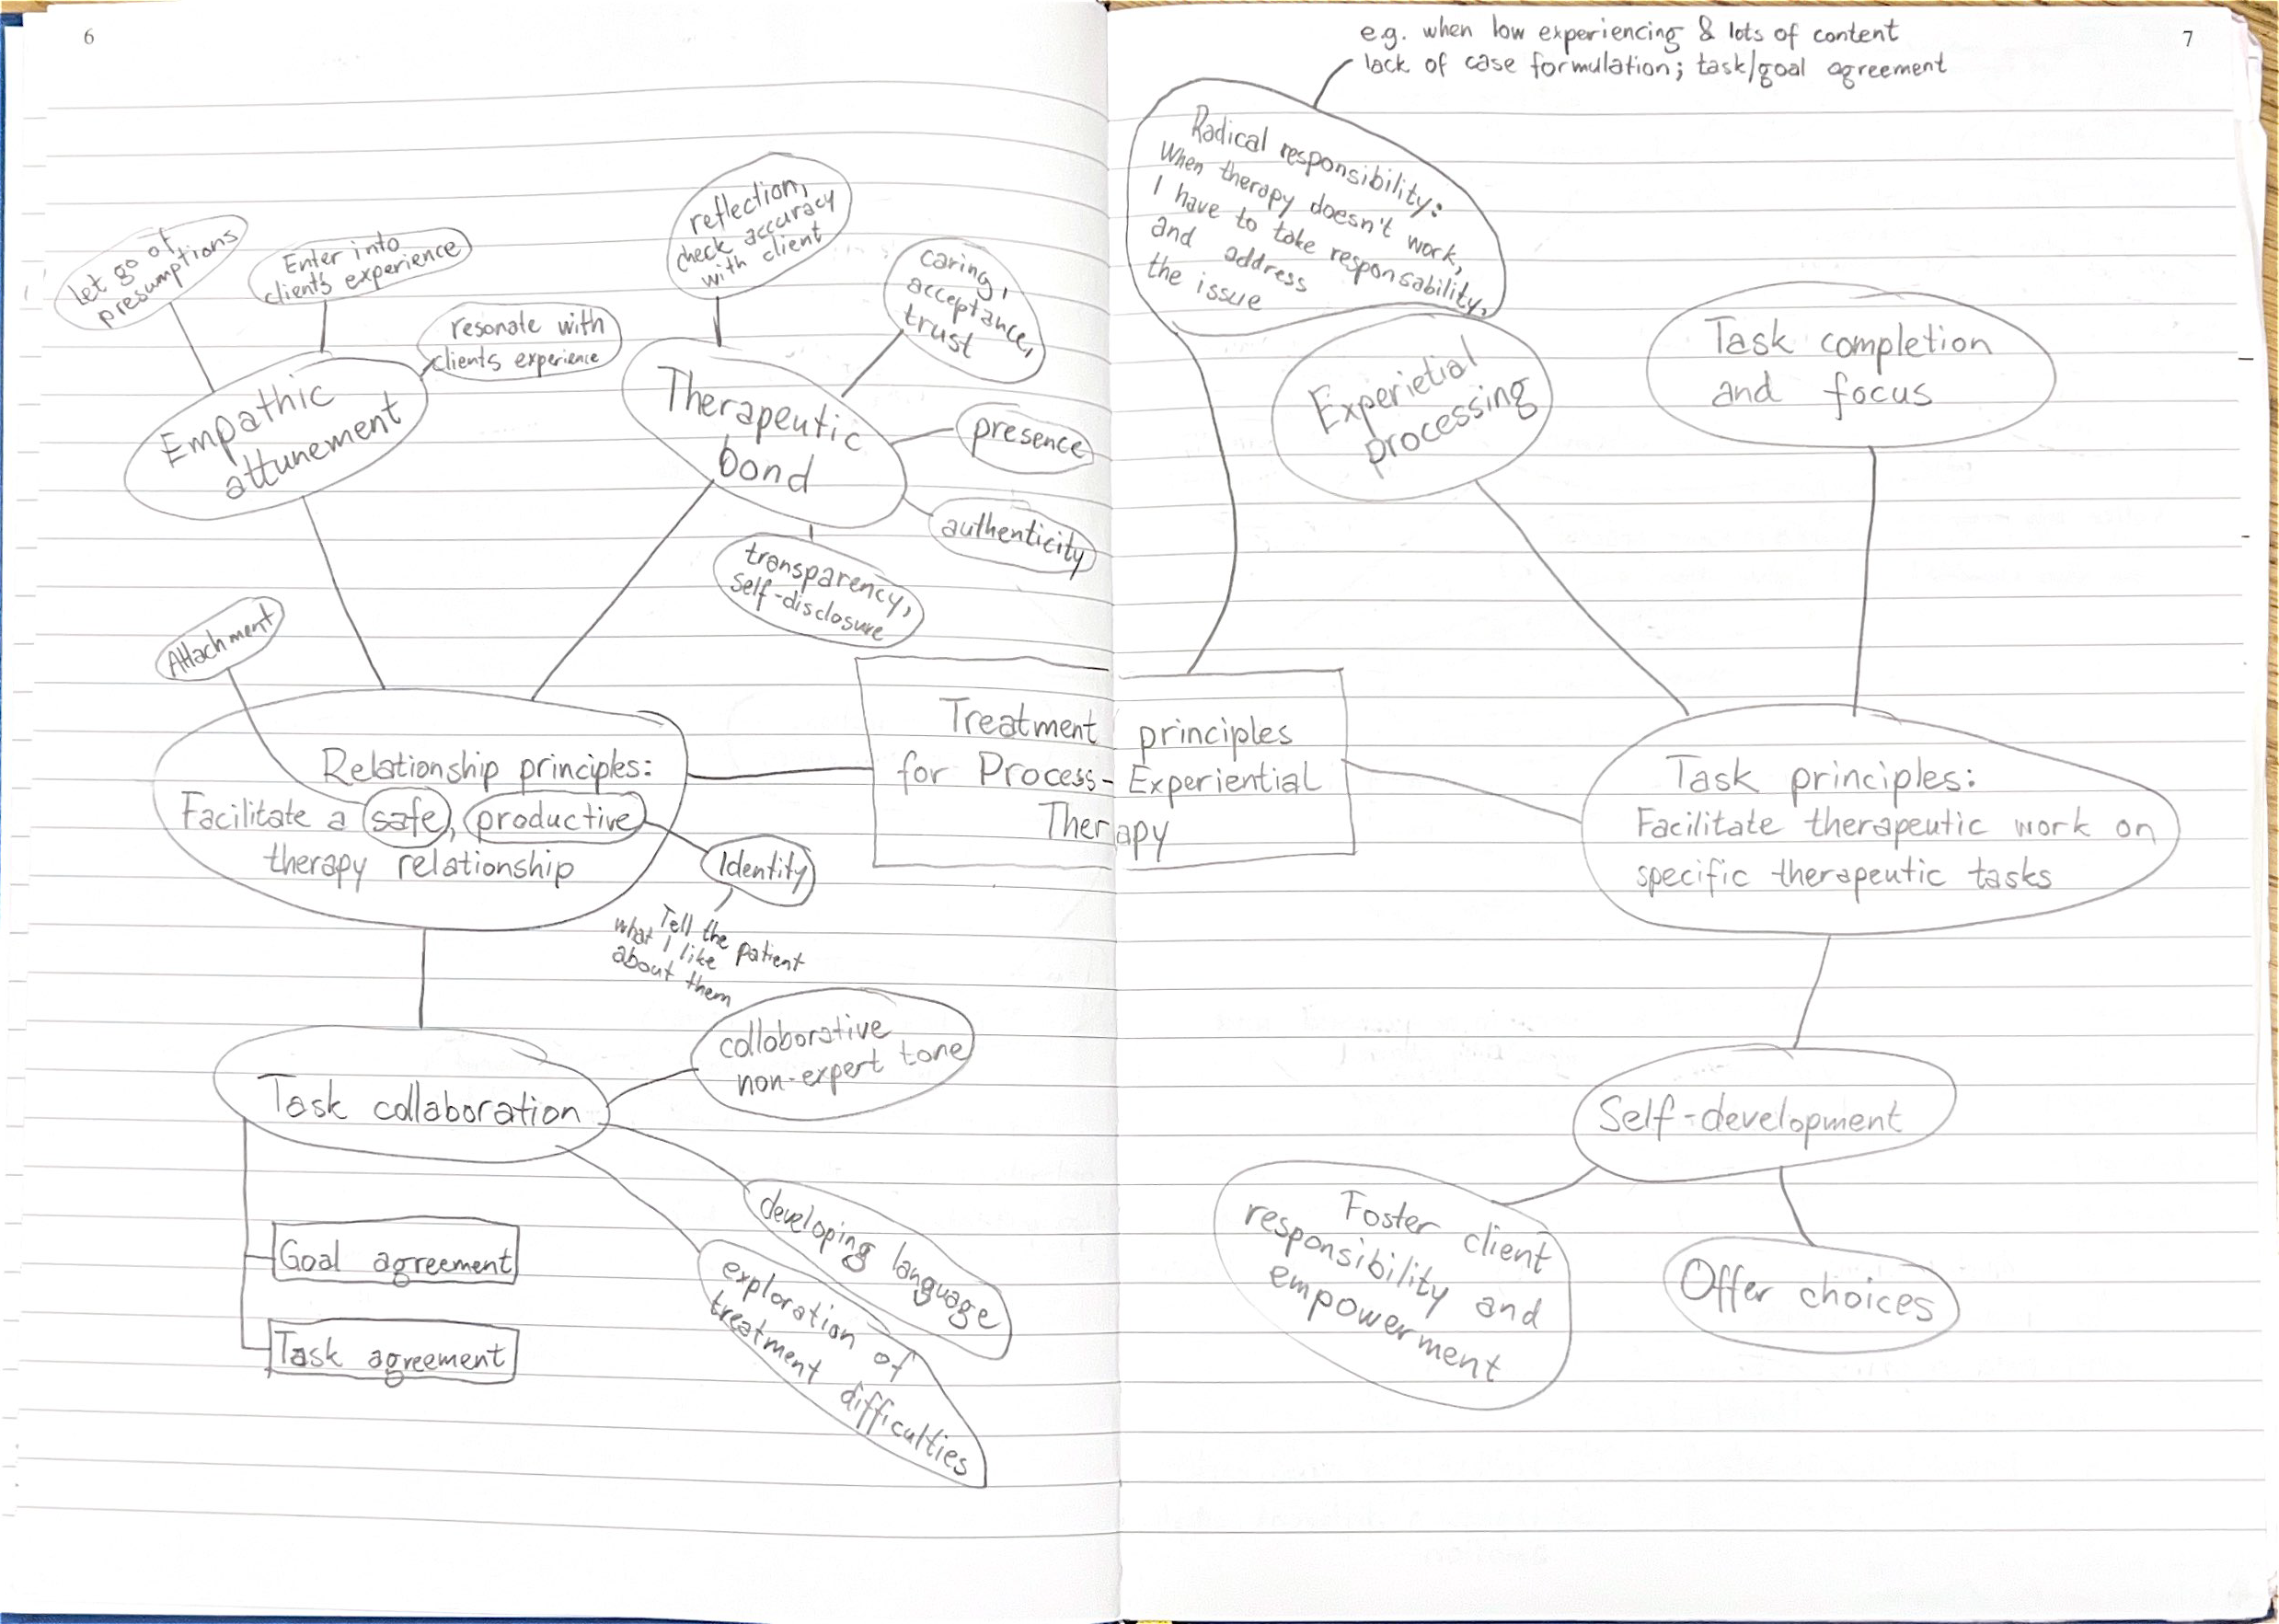 6
let go of
presumptions
Enter into
clients experience
resonate with
clients experience
Empathic
attunement
reflection,
check accuracy
with client
caring,
acceptance,
trust
Therapeutic
bond
presence
authenticity
transparency,
self-disclosure
Attachment
Relationship principles:
Facilitate a safe, productive
therapy relationship
Identity
Tell the patient
what I like
about them
Task collaboration
collaborative
non-expert tone
developing language
exploration of
treatment difficulties
Goal agreement
Task agreement
Treatment principles
for Process-Experiential
Therapy
7
e.g. when low experiencing & lots of content
lack of case formulation; task/goal agreement
Radical responsibility:
When therapy doesn't work,
I have to take responsability,
and address
the issue
Experietial
processing
Task completion
and focus
Task principles:
Facilitate therapeutic work on
specific therapeutic tasks
Self-development
Foster client
responsibility and
empowerment
Offer choices